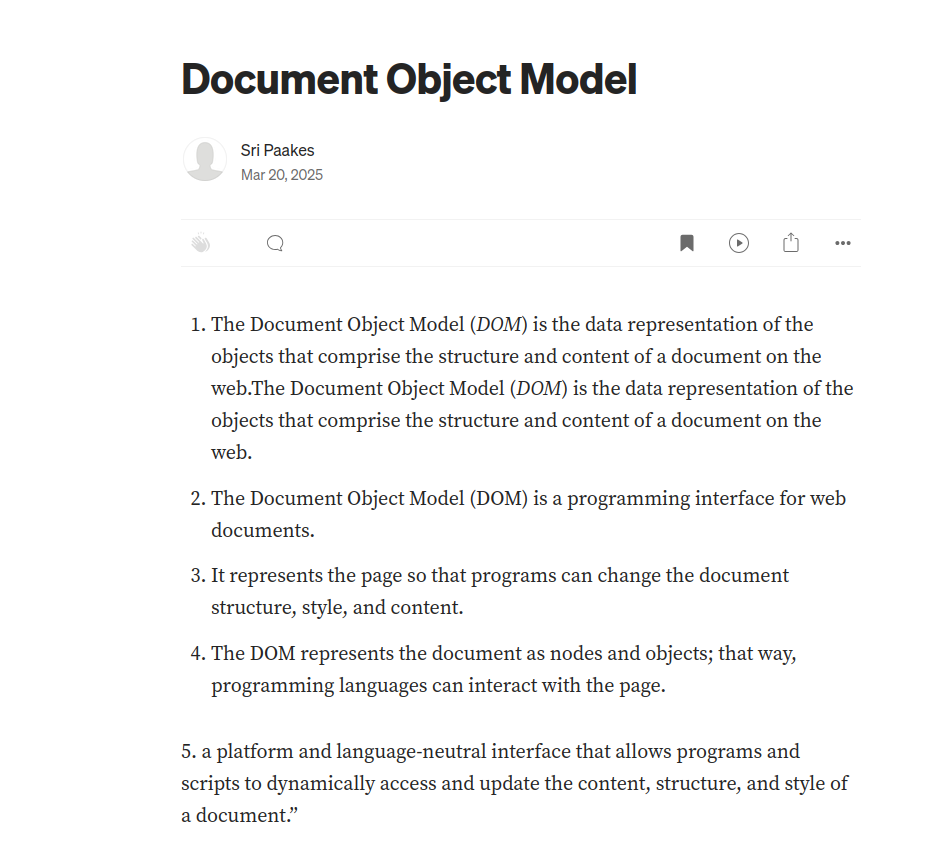 Document Object Model
Sri Paakes
Mar 20, 2025
1. The Document Object Model (DOM) is the data representation of the
objects that comprise the structure and content of a document on the
web.The Document Object Model (DOM) is the data representation of the
objects that comprise the structure and content of a document on the
web.
2. The Document Object Model (DOM) is a programming interface for web
documents.
3. It represents the page so that programs can change the document
structure, style, and content.
4. The DOM represents the document as nodes and objects; that way,
programming languages can interact with the page.
5. a platform and language-neutral interface that allows programs and
scripts to dynamically access and update the content, structure, and style of
a document.”